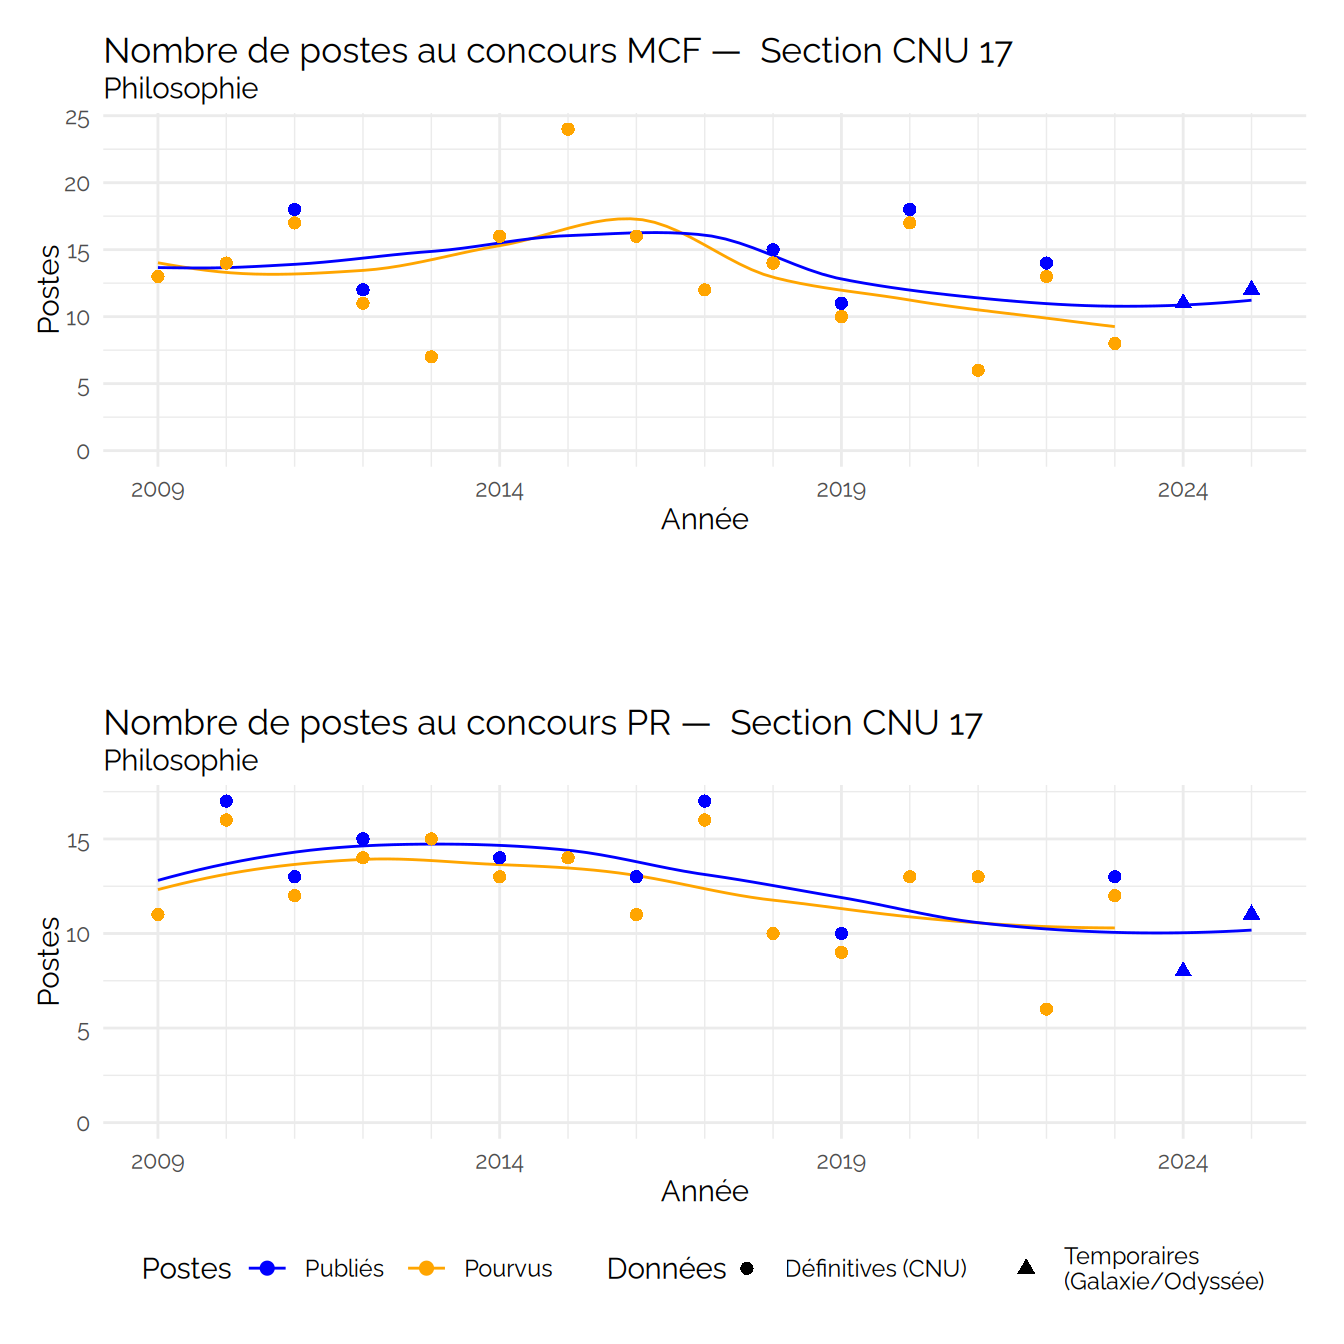 Nombre de postes au concours MCF —  Section CNU 17
Philosophie
25
20
15
10
5
0
Postes
2009 2014 2019 2024
Année
Nombre de postes au concours PR —  Section CNU 17
Philosophie
15
10
5
0
Postes
2009 2014 2019 2024
Année
Postes Publiés Pourvus Données Définitives (CNU) Temporaires
(Galaxie/Odyssée)